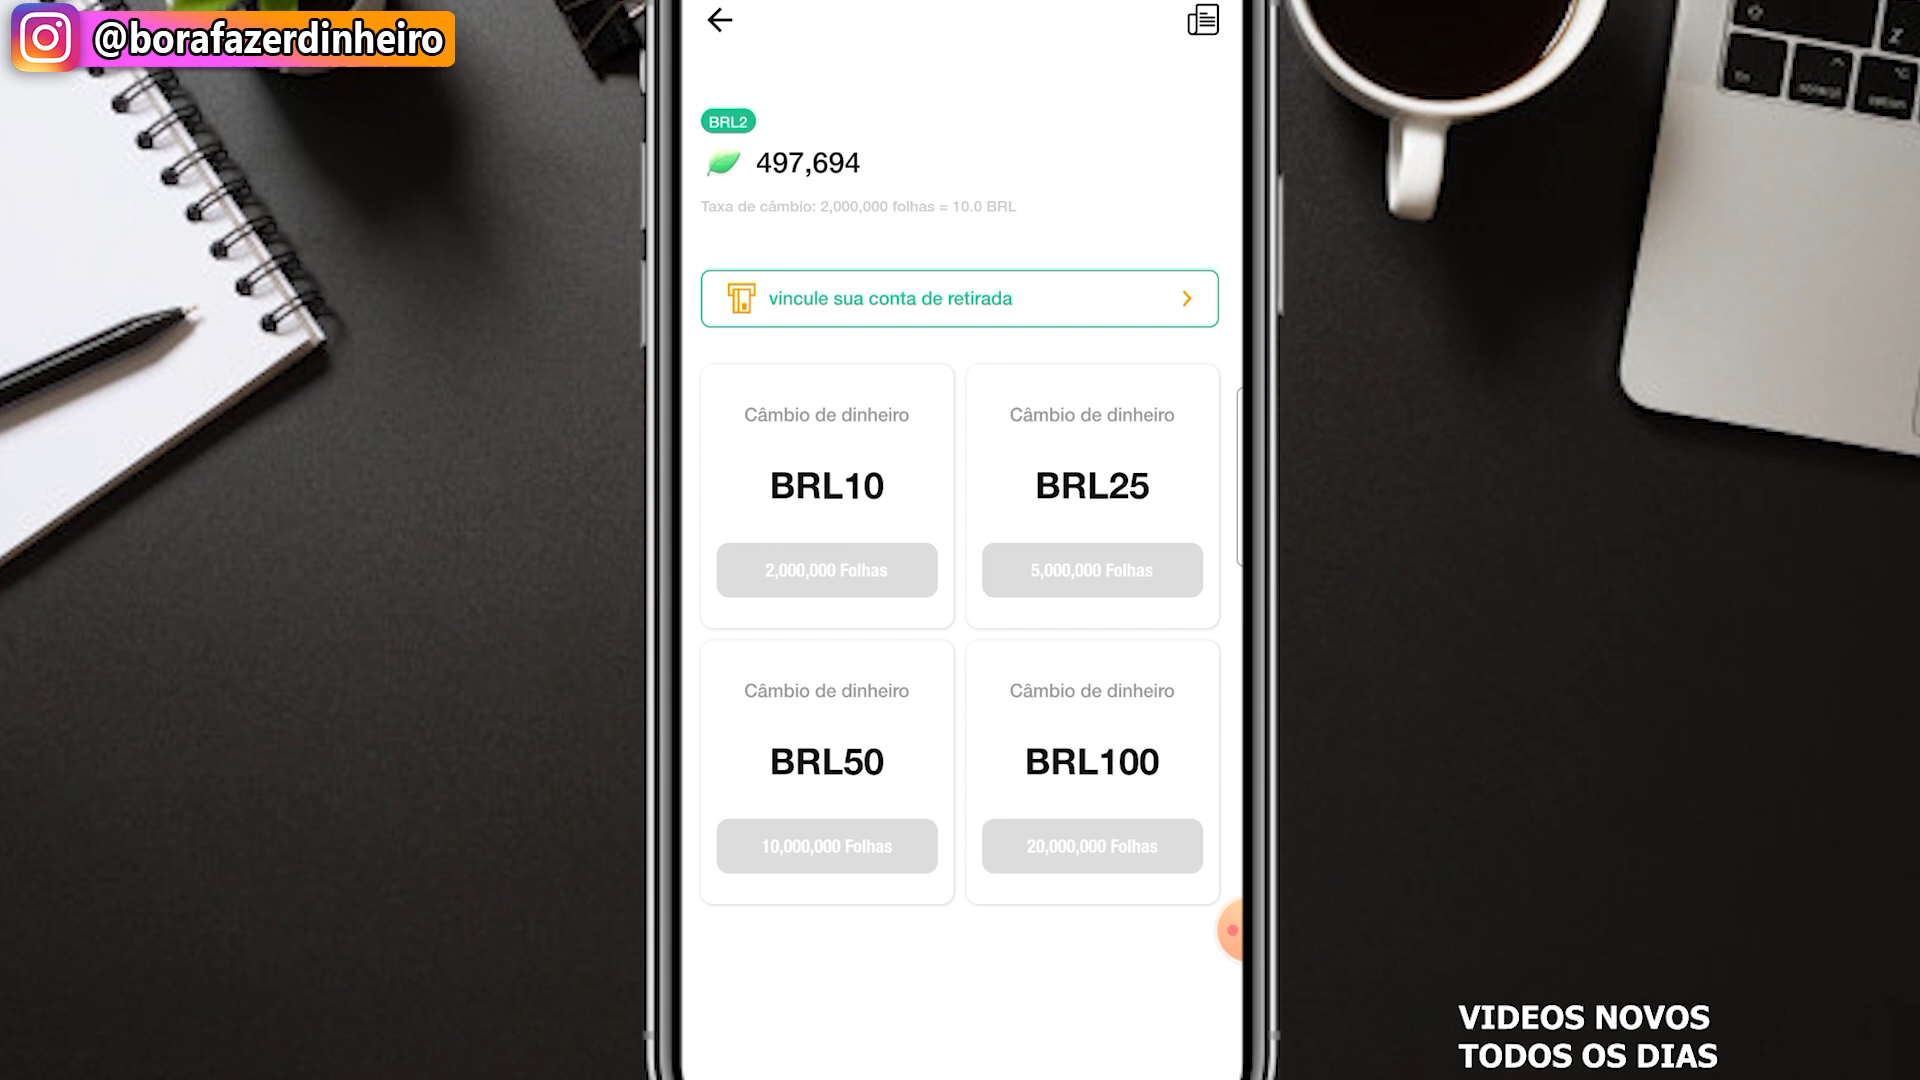 @borafazerdinheiro
BRL2
497,694
Taxa de câmbio: 2,000,000 folhas = 10.0 BRL
vincule sua conta de retirada
Câmbio de dinheiro
BRL10
2,000,000 Folhas
Câmbio de dinheiro
BRL25
5,000,000 Folhas
Câmbio de dinheiro
BRL50
10,000,000 Folhas
Câmbio de dinheiro
BRL100
20,000,000 Folhas
VIDEOS NOVOS
TODOS OS DIAS